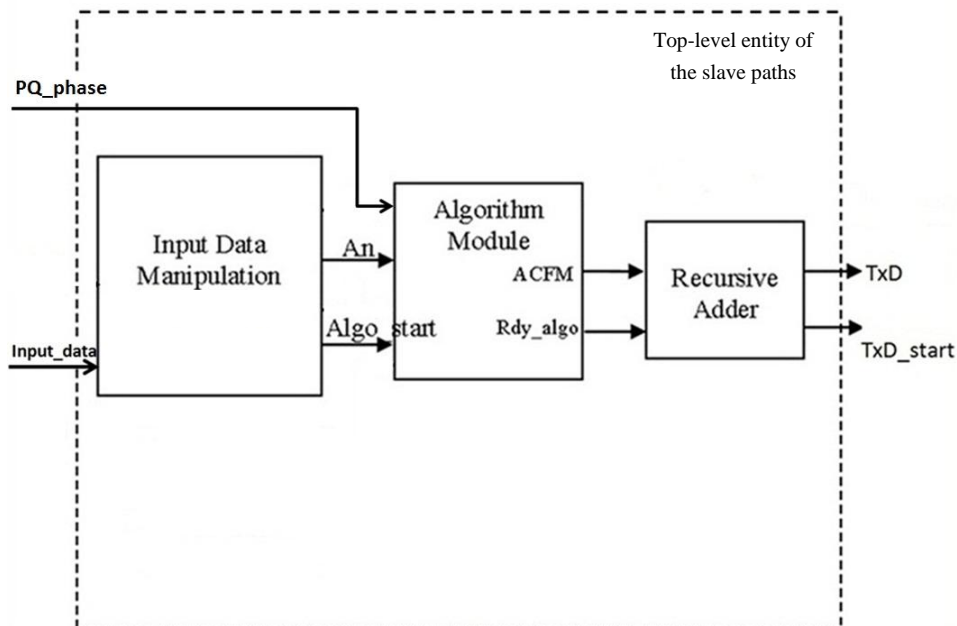 Top-level entity of
the slave paths
PQ_phase
Input Data
Manipulation
An
Algo_start
Input_data
Algorithm
Module
ACFM
Rdy_algo
Recursive
Adder
TxD
TxD_start